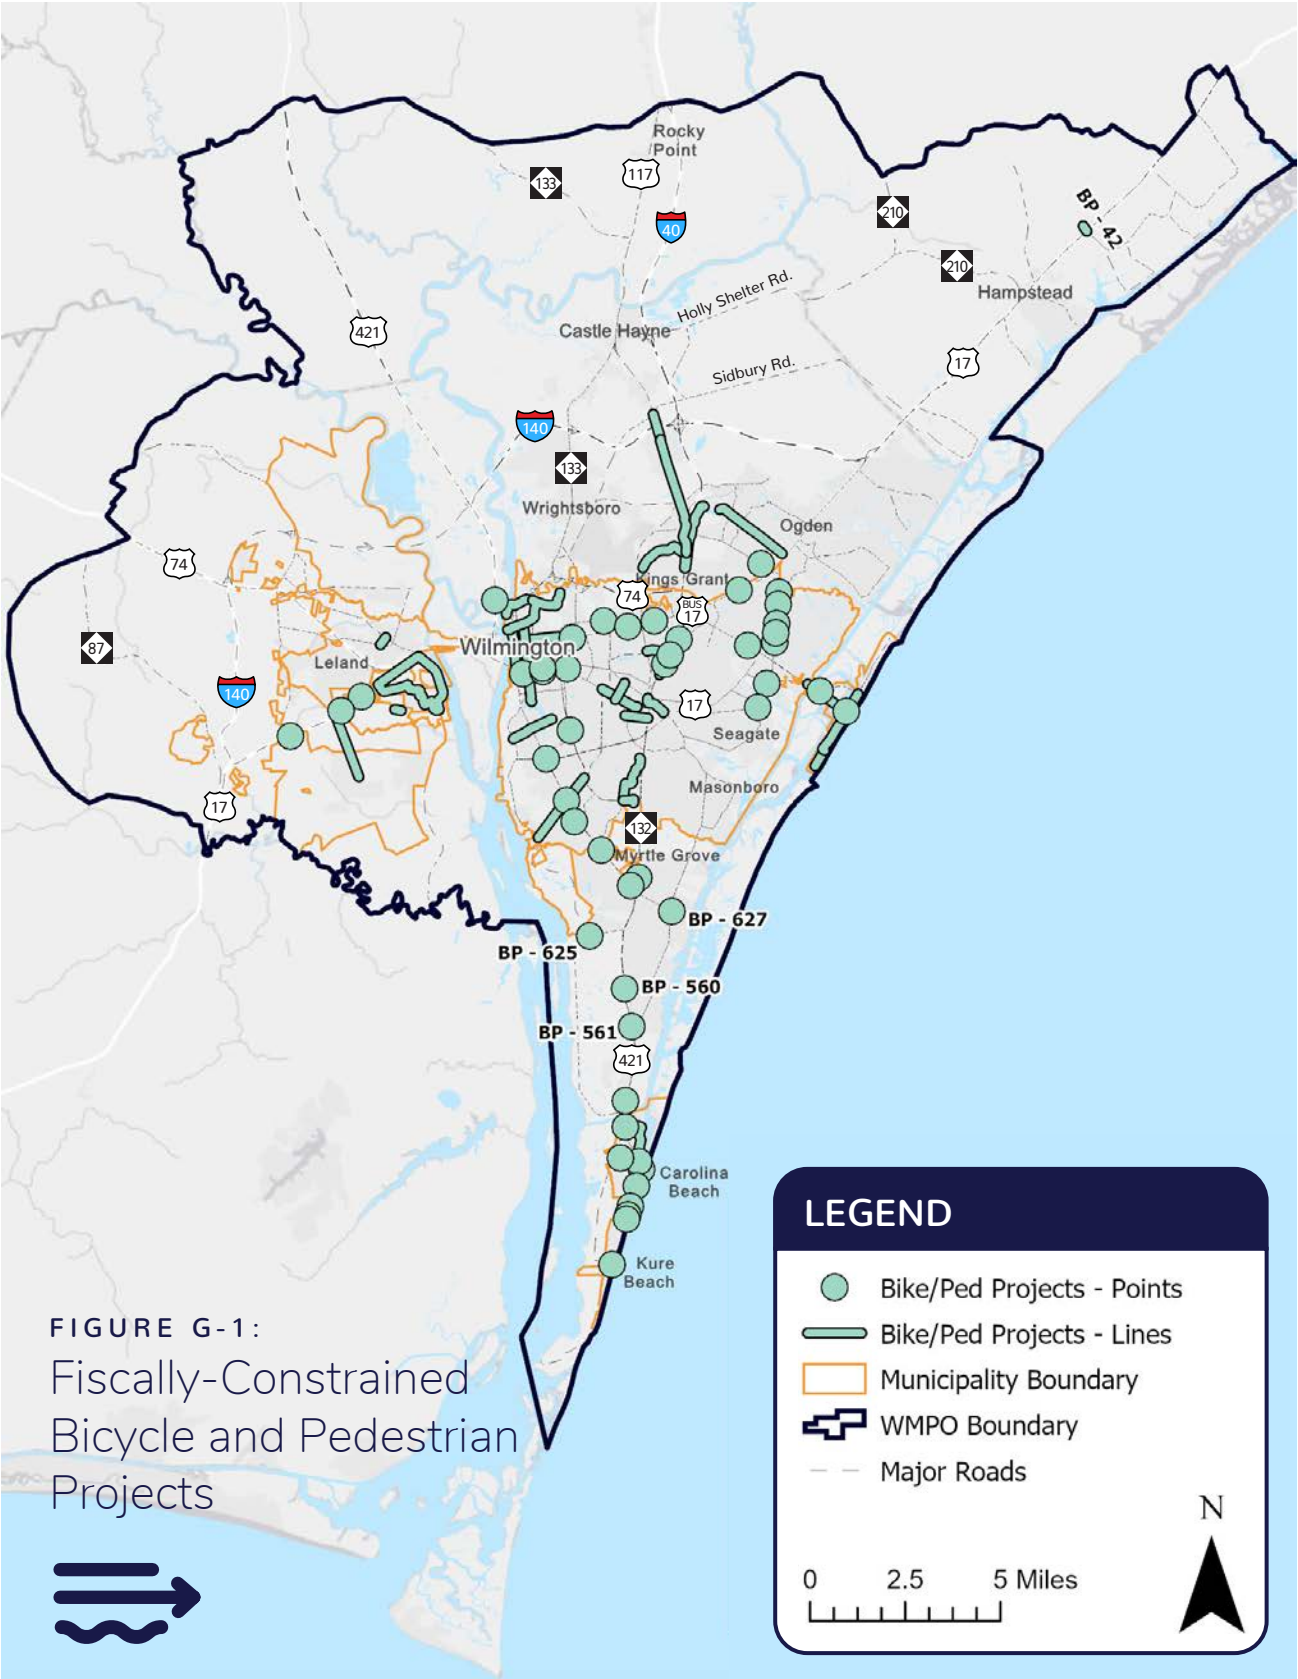 Rocky
Point
133
117
40
210
BP - 42
210
Hampstead
Holly Shelter Rd.
421
Castle Hayne
17
Sidbury Rd.
140
133
Wrightsboro
Ogden
74
Kings Grant
74
BUS
17
87
Wilmington
Leland
140
17
Seagate
Masonboro
17
132
Myrtle Grove
BP - 627
BP - 625
BP - 560
BP - 561
421
Carolina
Beach
Kure
Beach
FIGURE G-1:
Fiscally-Constrained
Bicycle and Pedestrian
Projects
LEGEND
Bike/Ped Projects - Points
Bike/Ped Projects - Lines
Municipality Boundary
WMPO Boundary
Major Roads
N
0 2.5 5 Miles